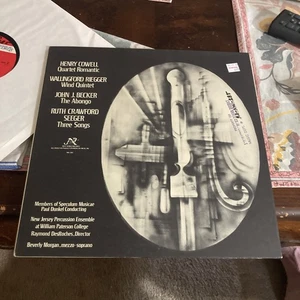 HENRY COWELL
Quartet Romantic
WALLINGFORD RIEGGER
Wind Quintet
JOHN J. BECKER
The Abongo
RUTH CRAWFORD
SEEGER
Three Songs
Members of Speculum Musicae
Paul Dunkel Conducting
New Jersey Percussion Ensemble
at William Paterson College
Raymond DesRoches, Director
Beverly Morgan, mezzo-soprano